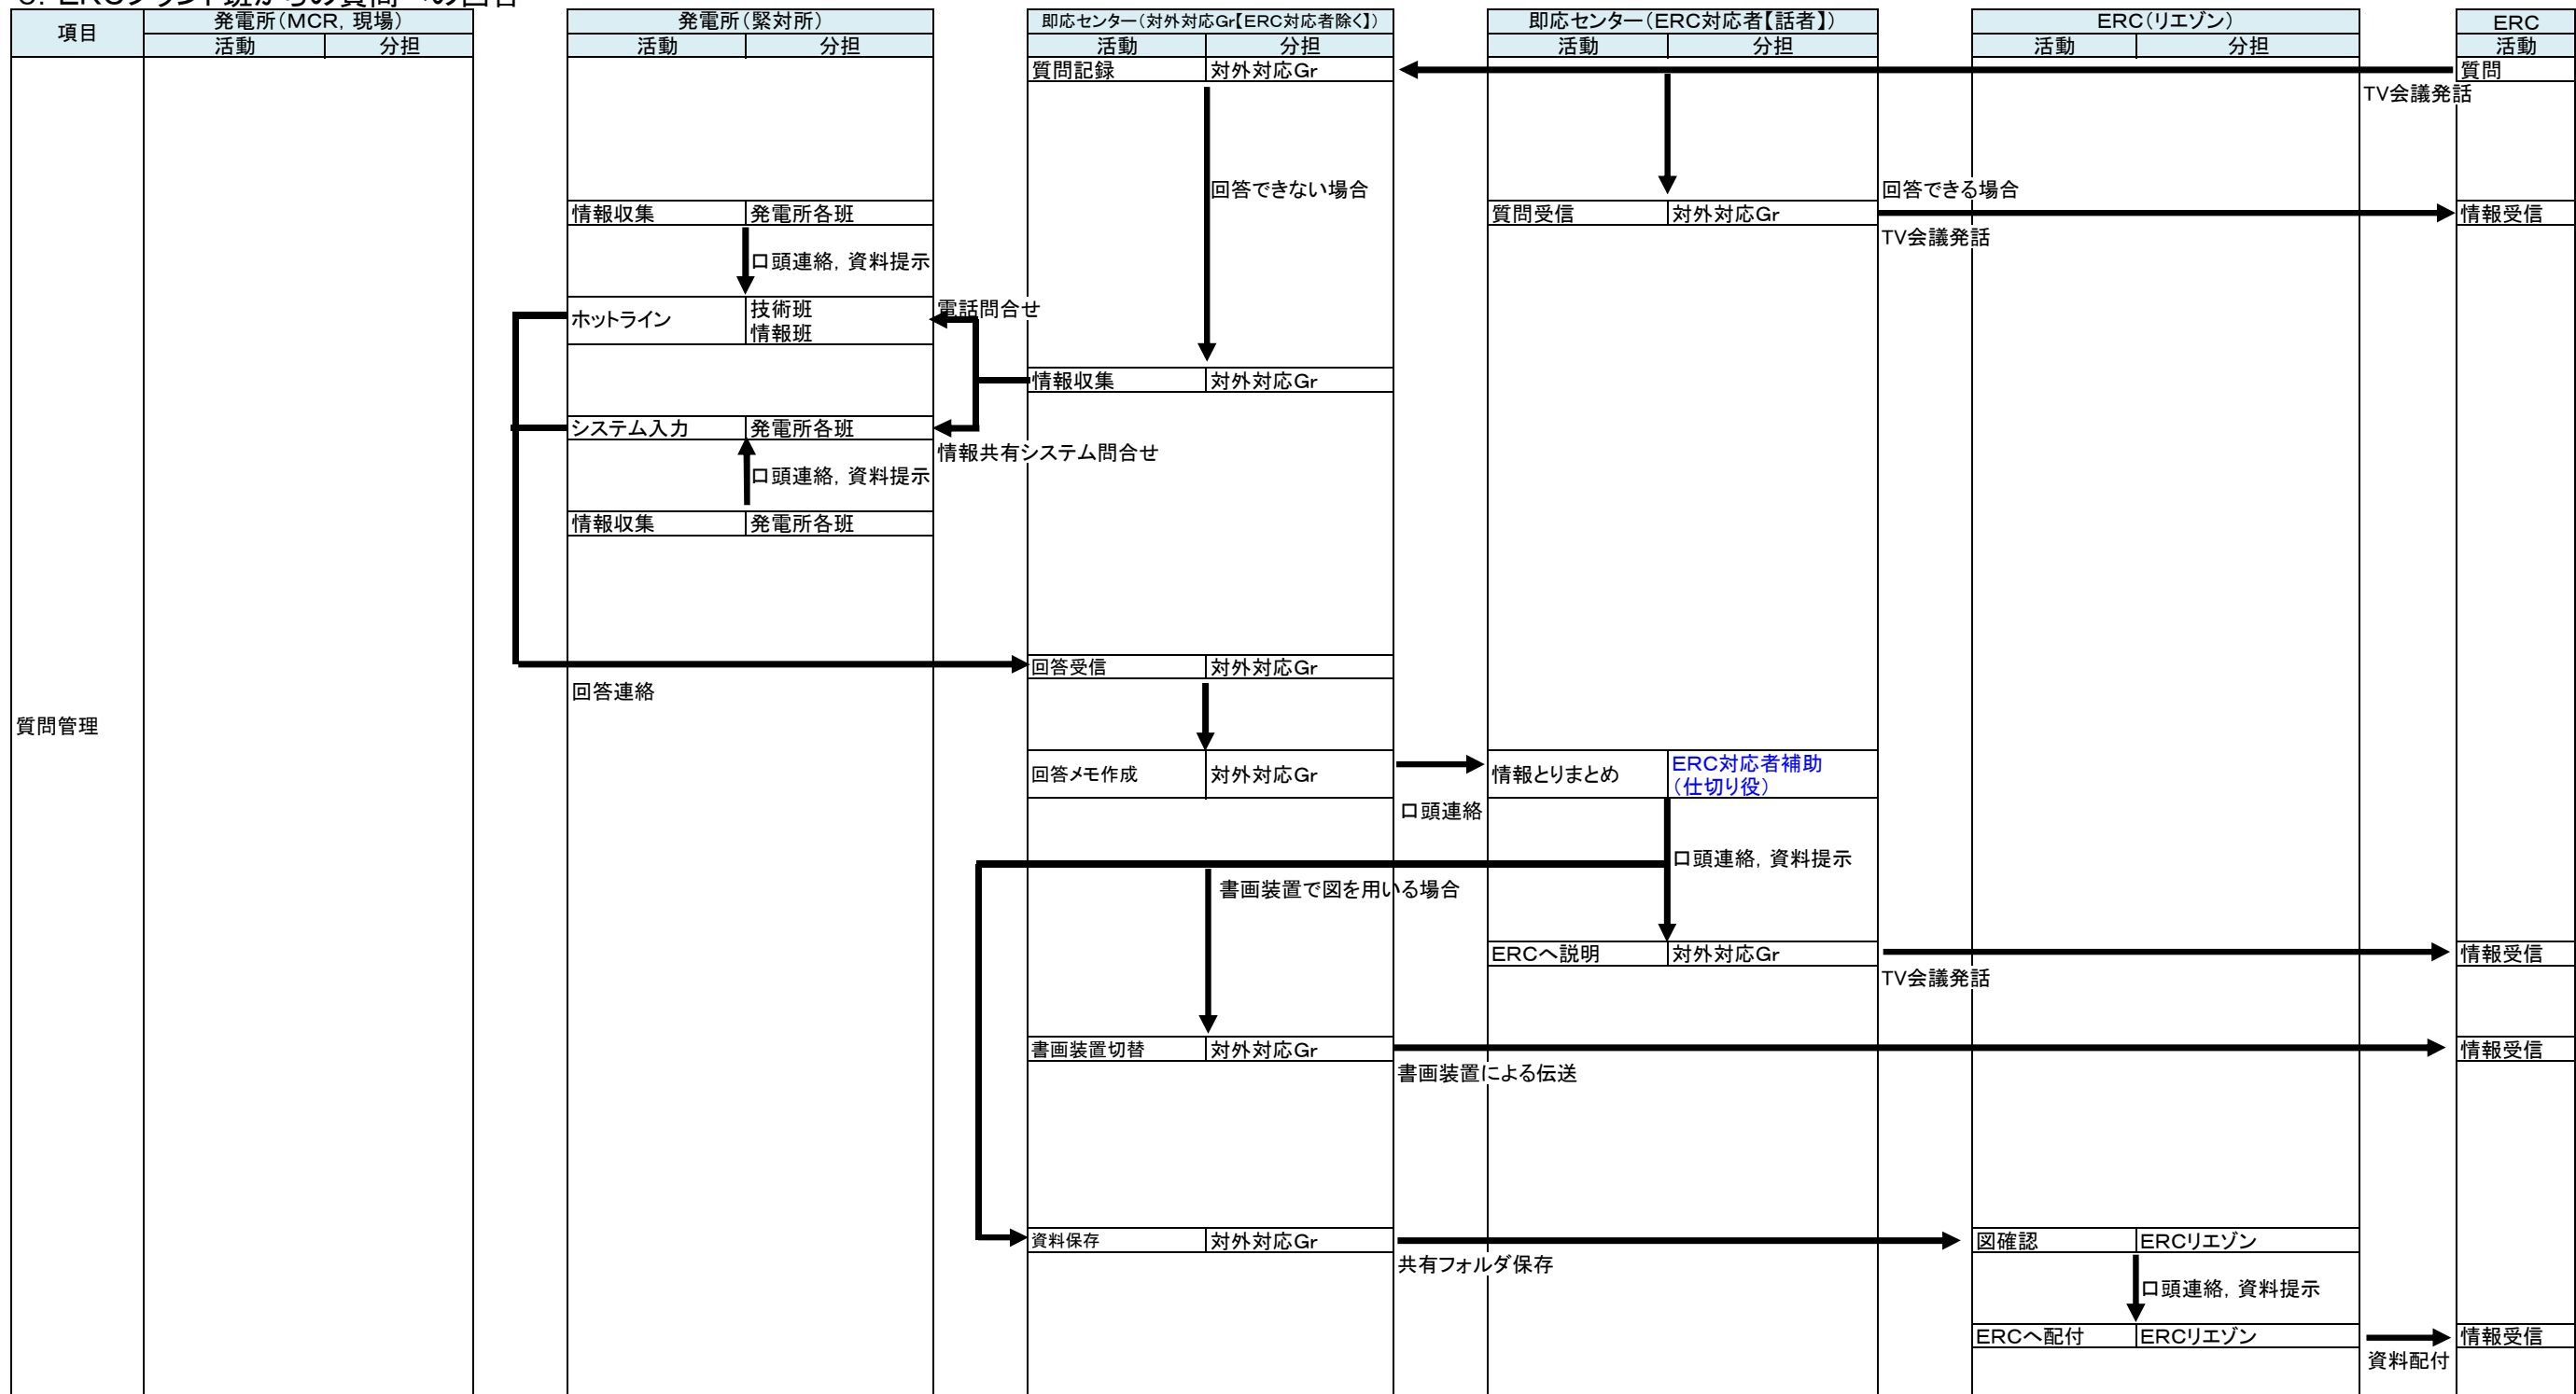 ERCプラント班からの質問への回答
項目
発電所（MCR，現場）
発電所（緊対所）
即応センター（対外対応Gr【ERC対応者除く】）
即応センター（ERC対応者【話者】）
ERC（リエゾン）
ERC
活動
分担
活動
分担
活動
分担
活動
分担
活動
分担
活動
質問記録
対外対応Gr
質問
TV会議発話
回答できない場合
回答できる場合
情報収集
発電所各班
質問受信
対外対応Gr
情報受信
TV会議発話
口頭連絡，資料提示
電話問合せ
ホットライン
技術班
情報班
情報収集
対外対応Gr
システム入力
発電所各班
情報共有システム問合せ
口頭連絡，資料提示
情報収集
発電所各班
回答受信
対外対応Gr
回答連絡
質問管理
回答メモ作成
対外対応Gr
情報とりまとめ
ERC対応者補助
（仕切り役）
口頭連絡
口頭連絡，資料提示
書画装置で図を用いる場合
ERCへ説明
対外対応Gr
情報受信
TV会議発話
書画装置切替
対外対応Gr
情報受信
書画装置による伝送
資料保存
対外対応Gr
図確認
ERCリエゾン
共有フォルダ保存
口頭連絡，資料提示
ERCへ配付
ERCリエゾン
情報受信
資料配付